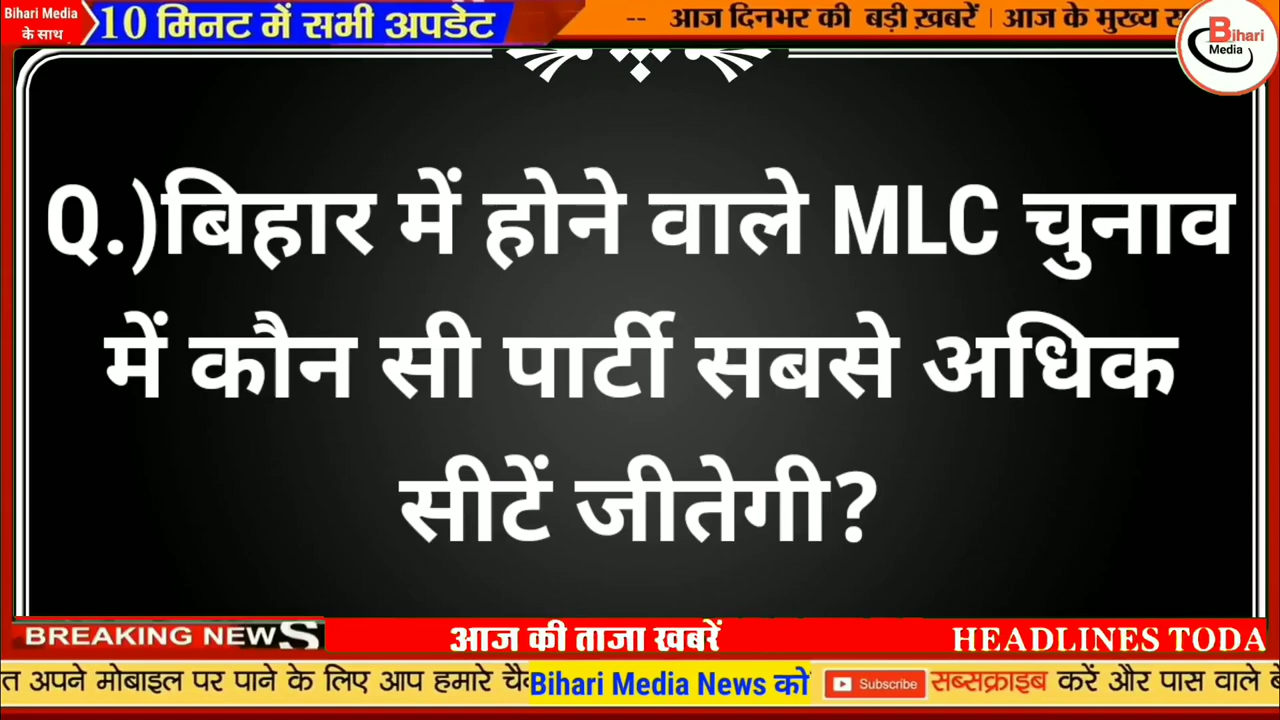 Bihari Media
के साथ
10 मिनट में सभी अपडेट
-- आज दिनभर की बड़ी ख़बरें | आज के मुख्य
Bihari
Media
Q.)बिहार में होने वाले MLC चुनाव
में कौन सी पार्टी सबसे अधिक
सीटें जीतेगी?
BREAKING NEWS
आज की ताजा खबरें
HEADLINES TODA
त अपने मोबाइल पर पाने के लिए आप हमारे Bihari Media News को Subscribe सब्सक्राइब करें और पास वाले